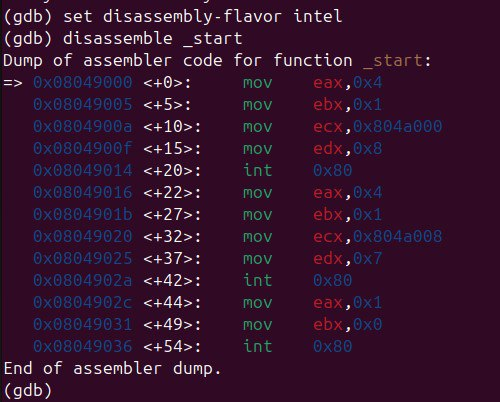 (gdb) set disassembly-flavor intel
(gdb) disassemble _start
Dump of assembler code for function _start:
=> 0x08049000 <+0>:     mov    eax,0x4
   0x08049005 <+5>:     mov    ebx,0x1
   0x0804900a <+10>:    mov    ecx,0x804a000
   0x0804900f <+15>:    mov    edx,0x8
   0x08049014 <+20>:    int    0x80
   0x08049016 <+22>:    mov    eax,0x4
   0x0804901b <+27>:    mov    ebx,0x1
   0x08049020 <+32>:    mov    ecx,0x804a008
   0x08049025 <+37>:    mov    edx,0x7
   0x0804902a <+42>:    int    0x80
   0x0804902c <+44>:    mov    eax,0x1
   0x08049031 <+49>:    mov    ebx,0x0
   0x08049036 <+54>:    int    0x80
End of assembler dump.
(gdb)